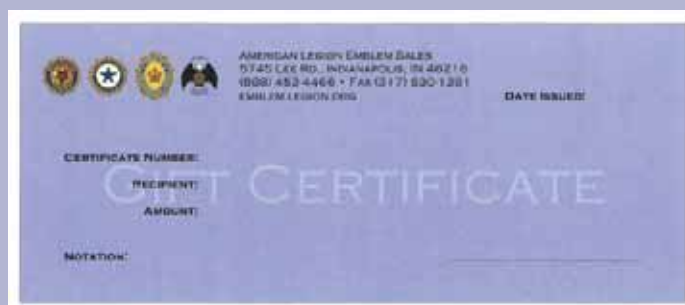 AMERICAN LEGION EMBLEM SALES
5745 LEE RD., INDIANAPOLIS, IN 46216
(888) 453-4466 • FAX (317) 630-1381
EMBLEM.LEGION.ORG
DATE ISSUED:
CERTIFICATE NUMBER:
GIFT CERTIFICATE
RECIPIENT:
AMOUNT:
NOTATION: